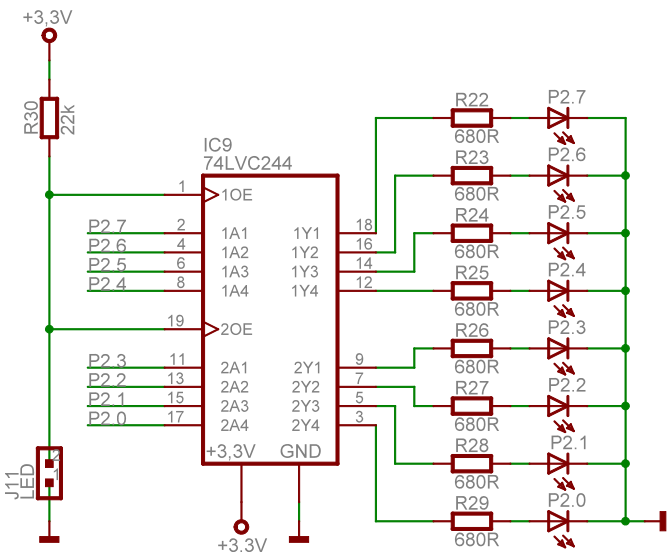 +3,3V
R30
22k
IC9
74LVC244
1 1OE
P2.7 2 1A1 1Y1 18
P2.6 4 1A2 1Y2 16
P2.5 6 1A3 1Y3 14
P2.4 8 1A4 1Y4 12
19 2OE
P2.3 11 2A1 2Y1 9
P2.2 13 2A2 2Y2 7
P2.1 15 2A3 2Y3 5
P2.0 17 2A4 2Y4 3
+3,3V GND
+3.3V
J11
LED
1
2
R22 P2.7
680R
R23 P2.6
680R
R24 P2.5
680R
R25 P2.4
680R
R26 P2.3
680R
R27 P2.2
680R
R28 P2.1
680R
R29 P2.0
680R